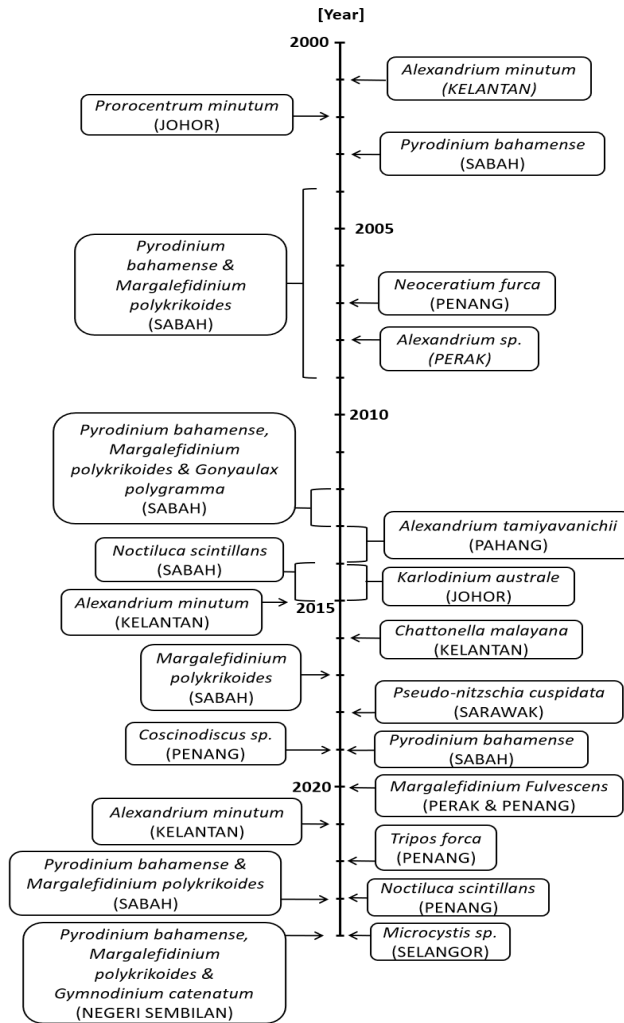 [Year]
2000
Alexandrium minutum
(KELANTAN)
Prorocentrum minutum
(JOHOR)
Pyrodinium bahamense
(SABAH)
2005
Pyrodinium
bahamense &
Margalefidinium
polykrikoides
(SABAH)
Neoceratium furca
(PENANG)
Alexandrium sp.
(PERAK)
2010
Pyrodinium bahamense,
Margalefidinium
polykrikoides & Gonyaulax
polygramma
(SABAH)
Alexandrium tamiyavanichii
(PAHANG)
Noctiluca scintillans
(SABAH)
Karlodinium australe
(JOHOR)
Alexandrium minutum
(KELANTAN)
2015
Chattonella malayana
(KELANTAN)
Margalefidinium
polykrikoides
(SABAH)
Pseudo-nitzschia cuspidata
(SARAWAK)
Coscinodiscus sp.
(PENANG)
Pyrodinium bahamense
(SABAH)
2020
Margalefidinium Fulvescens
(PERAK & PENANG)
Alexandrium minutum
(KELANTAN)
Tripos forca
(PENANG)
Pyrodinium bahamense &
Margalefidinium polykrikoides
(SABAH)
Noctiluca scintillans
(PENANG)
Pyrodinium bahamense,
Margalefidinium
polykrikoides &
Gymnodinium catenatum
(NEGERI SEMBILAN)
Microcystis sp.
(SELANGOR)